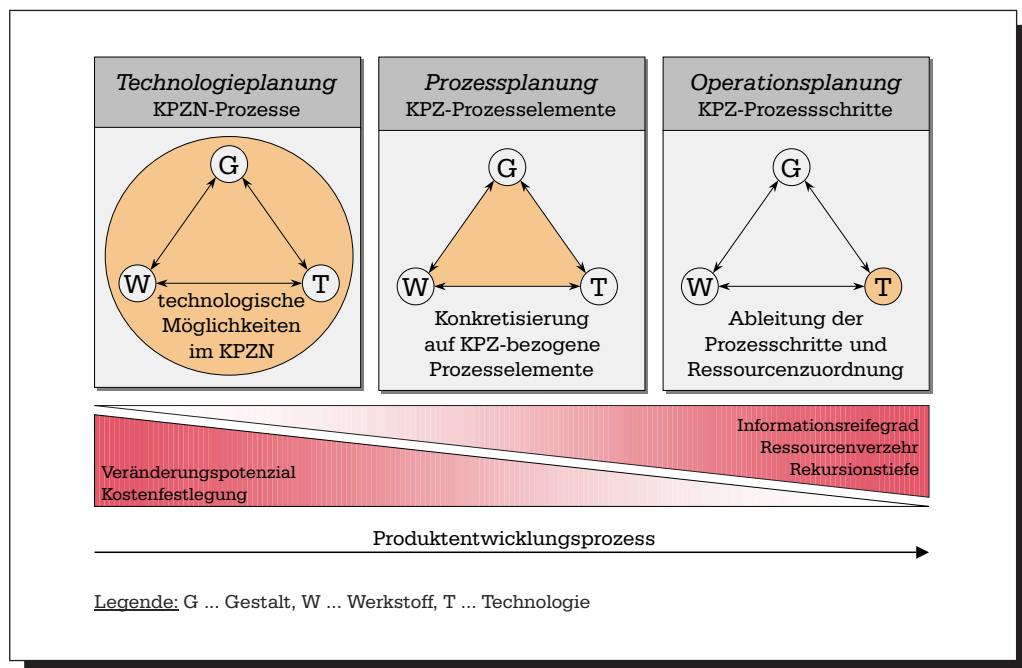 Technologieplanung
KPZN-Prozesse
G
W
T
technologische
Möglichkeiten
im KPZN
Prozessplanung
KPZ-Prozesselemente
G
W
T
Konkretisierung
auf KPZ-bezogene
Prozesselemente
Operationsplanung
KPZ-Prozessschritte
G
W
T
Ableitung der
Prozesschritte und
Ressourcenzuordnung
Informationsreifegrad
Ressourcenverzehr
Rekursionstiefe
Veränderungspotenzial
Kostenfestlegung
Produktentwicklungsprozess
Legende: G ... Gestalt, W ... Werkstoff, T ... Technologie